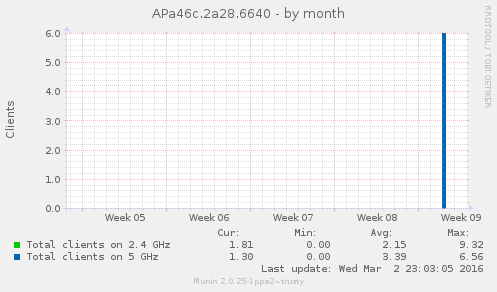 APa46c.2a28.6640 - by month
RRDTOOL / TOBI OETIKER
Clients
6.0
5.0
4.0
3.0
2.0
1.0
0.0
Week 05 Week 06 Week 07 Week 08 Week 09
Cur: Min: Avg: Max:
Total clients on 2.4 GHz 1.81 0.00 2.15 9.32
Total clients on 5 GHz 1.30 0.00 3.39 6.56
Last update: Wed Mar 2 23:03:05 2016
Munin 2.0.25-1ppa2~trusty